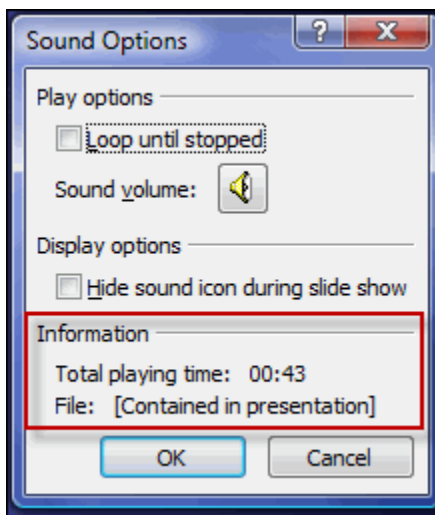 Sound Options
?
X
Play options
Loop until stopped
Sound volume:
Display options
Hide sound icon during slide show
Information
Total playing time: 00:43
File: [Contained in presentation]
OK Cancel